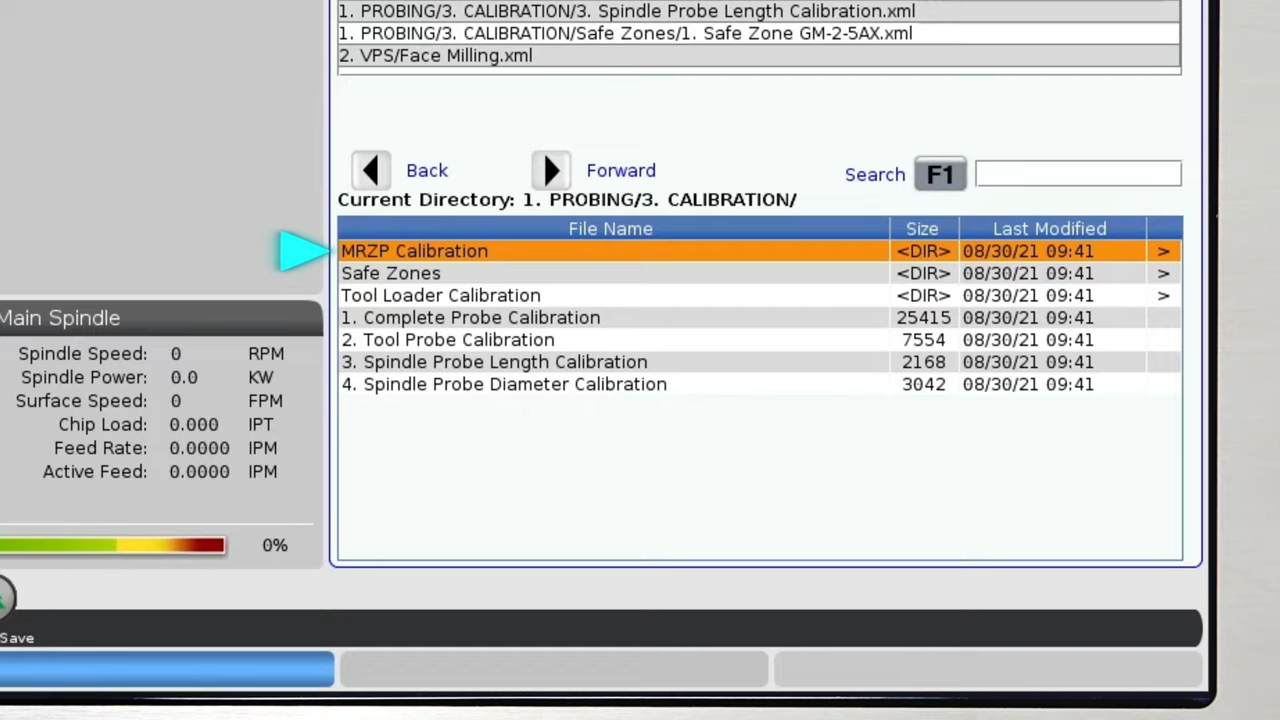 1. PROBING/3. CALIBRATION/3. Spindle Probe Length Calibration.xml
1. PROBING/3. CALIBRATION/Safe Zones/1. Safe Zone GM-2-5AX.xml
2. VPS/Face Milling.xml
Back Forward Search F1
Current Directory: 1. PROBING/3. CALIBRATION/
File Name Size Last Modified
MRZP Calibration <DIR> 08/30/21 09:41 >
Safe Zones <DIR> 08/30/21 09:41 >
Tool Loader Calibration <DIR> 08/30/21 09:41 >
1. Complete Probe Calibration 25415 08/30/21 09:41
2. Tool Probe Calibration 7554 08/30/21 09:41
3. Spindle Probe Length Calibration 2168 08/30/21 09:41
4. Spindle Probe Diameter Calibration 3042 08/30/21 09:41
Main Spindle
Spindle Speed: 0 RPM
Spindle Power: 0.0 KW
Surface Speed: 0 FPM
Chip Load: 0.000 IPT
Feed Rate: 0.0000 IPM
Active Feed: 0.0000 IPM
0%
Save